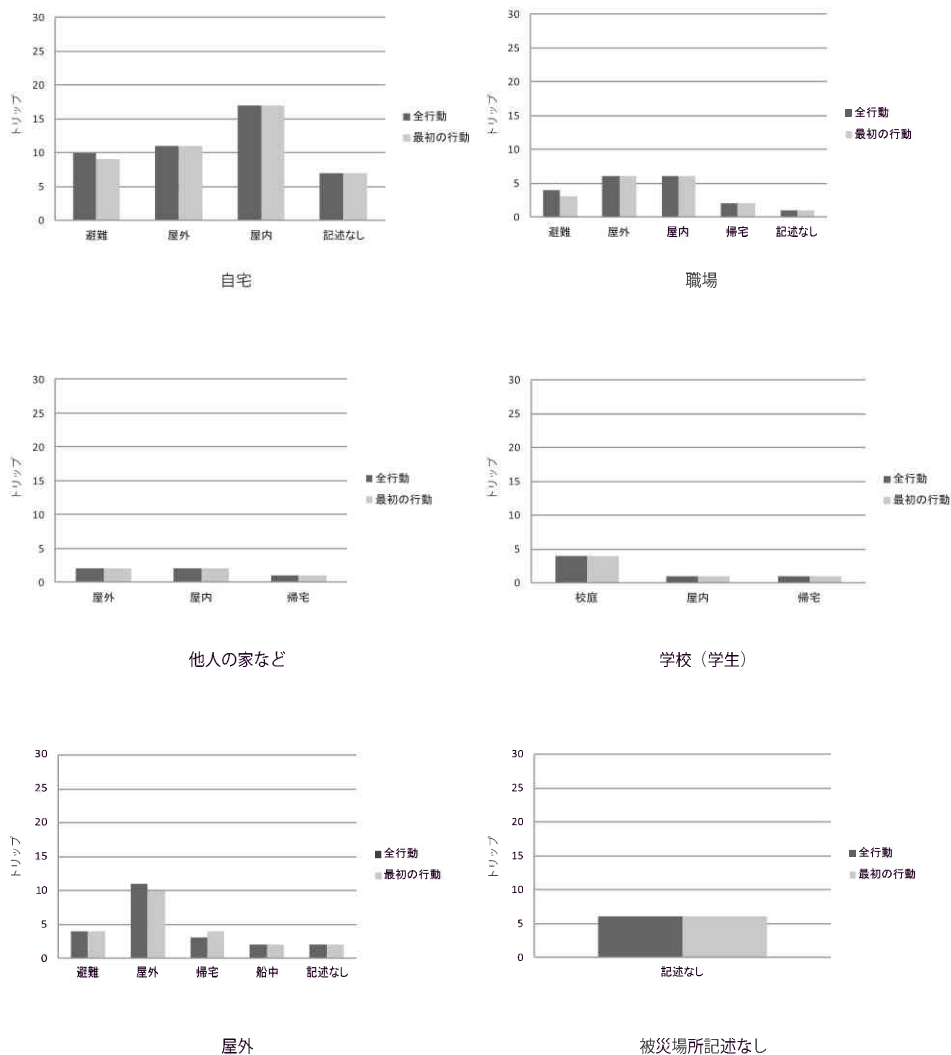 30
25
20
15
10
5
0
トリップ
避難 屋外 屋内 記述なし
全行動
最初の行動
自宅
30
25
20
15
10
5
0
トリップ
避難 屋外 屋内 帰宅 記述なし
全行動
最初の行動
職場
30
25
20
15
10
5
0
トリップ
屋外 屋内 帰宅
全行動
最初の行動
他人の家など
30
25
20
15
10
5
0
トリップ
校庭 屋内 帰宅
全行動
最初の行動
学校（学生）
30
25
20
15
10
5
0
トリップ
避難 屋外 帰宅 船中 記述なし
全行動
最初の行動
屋外
30
25
20
15
10
5
0
トリップ
記述なし
全行動
最初の行動
被災場所記述なし